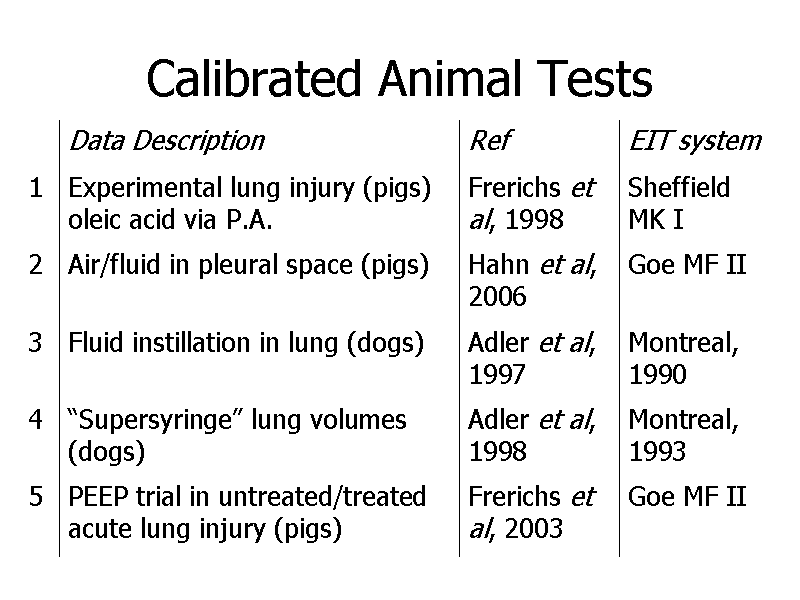 Calibrated Animal Tests
Data Description Ref EIT system
1 Experimental lung injury (pigs) Frerichs et Sheffield
oleic acid via P.A. al, 1998 MK I
2 Air/fluid in pleural space (pigs) Hahn et al, Goe MF II
2006
3 Fluid instillation in lung (dogs) Adler et al, Montreal,
1997 1990
4 “Supersyringe” lung volumes Adler et al, Montreal,
(dogs) 1998 1993
5 PEEP trial in untreated/treated Frerichs et Goe MF II
acute lung injury (pigs) al, 2003